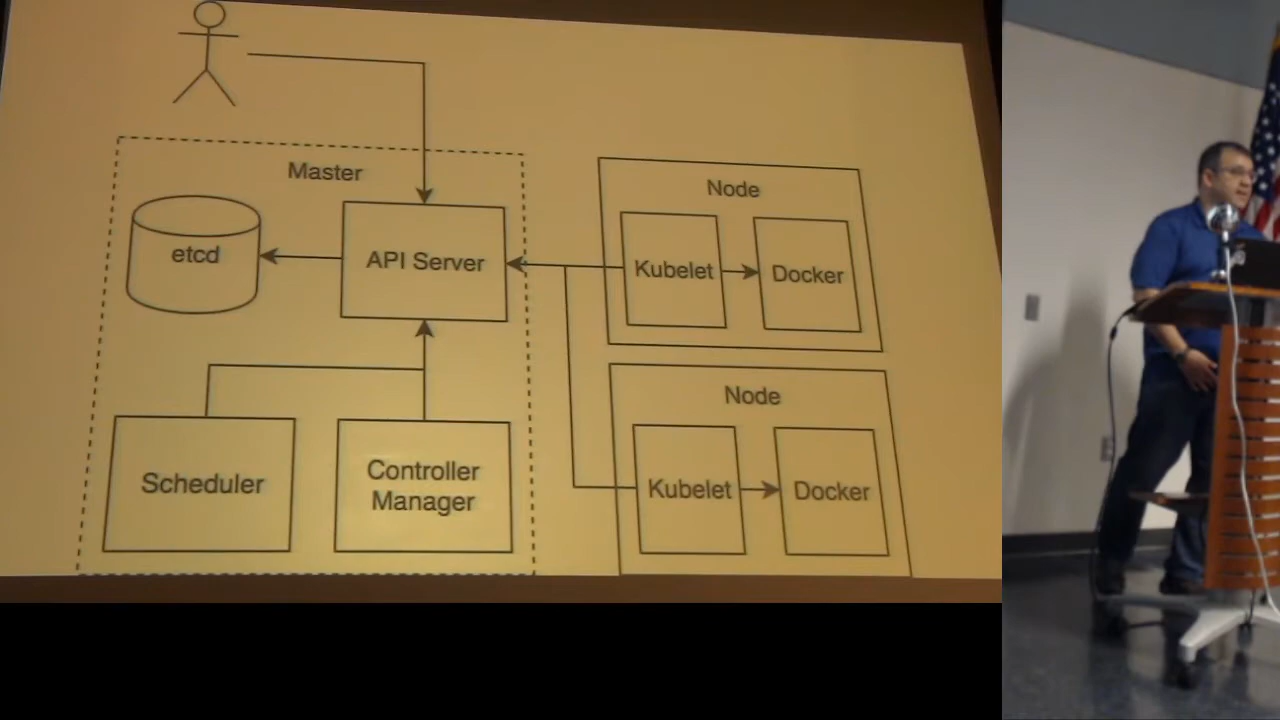 Master
etcd
API Server
Scheduler
Controller
Manager
Node
Kubelet
Docker
Node
Kubelet
Docker